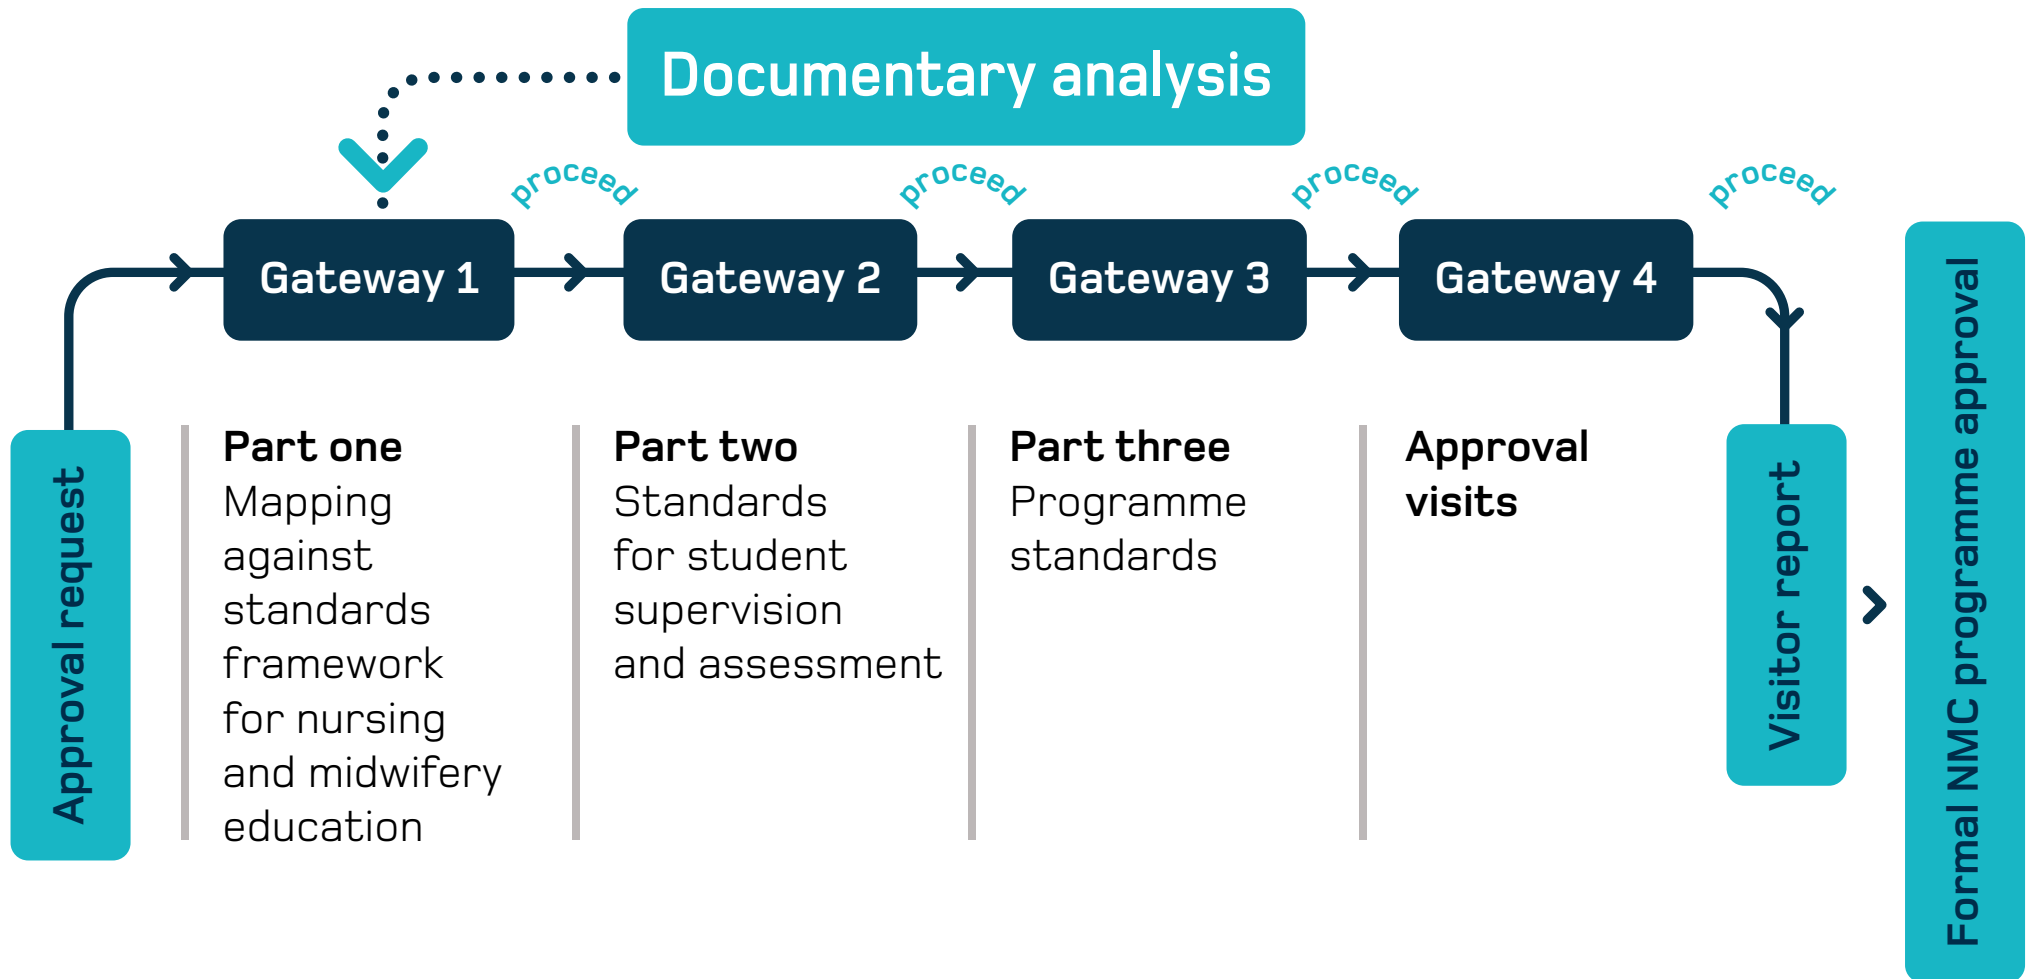 Documentary analysis
proceed
proceed
proceed
proceed
Gateway 1
Gateway 2
Gateway 3
Gateway 4
Approval request
Part one
Mapping
against
standards
framework
for nursing
and midwifery
education
Part two
Standards
for student
supervision
and assessment
Part three
Programme
standards
Approval
visits
Visitor report
Formal NMC programme approval